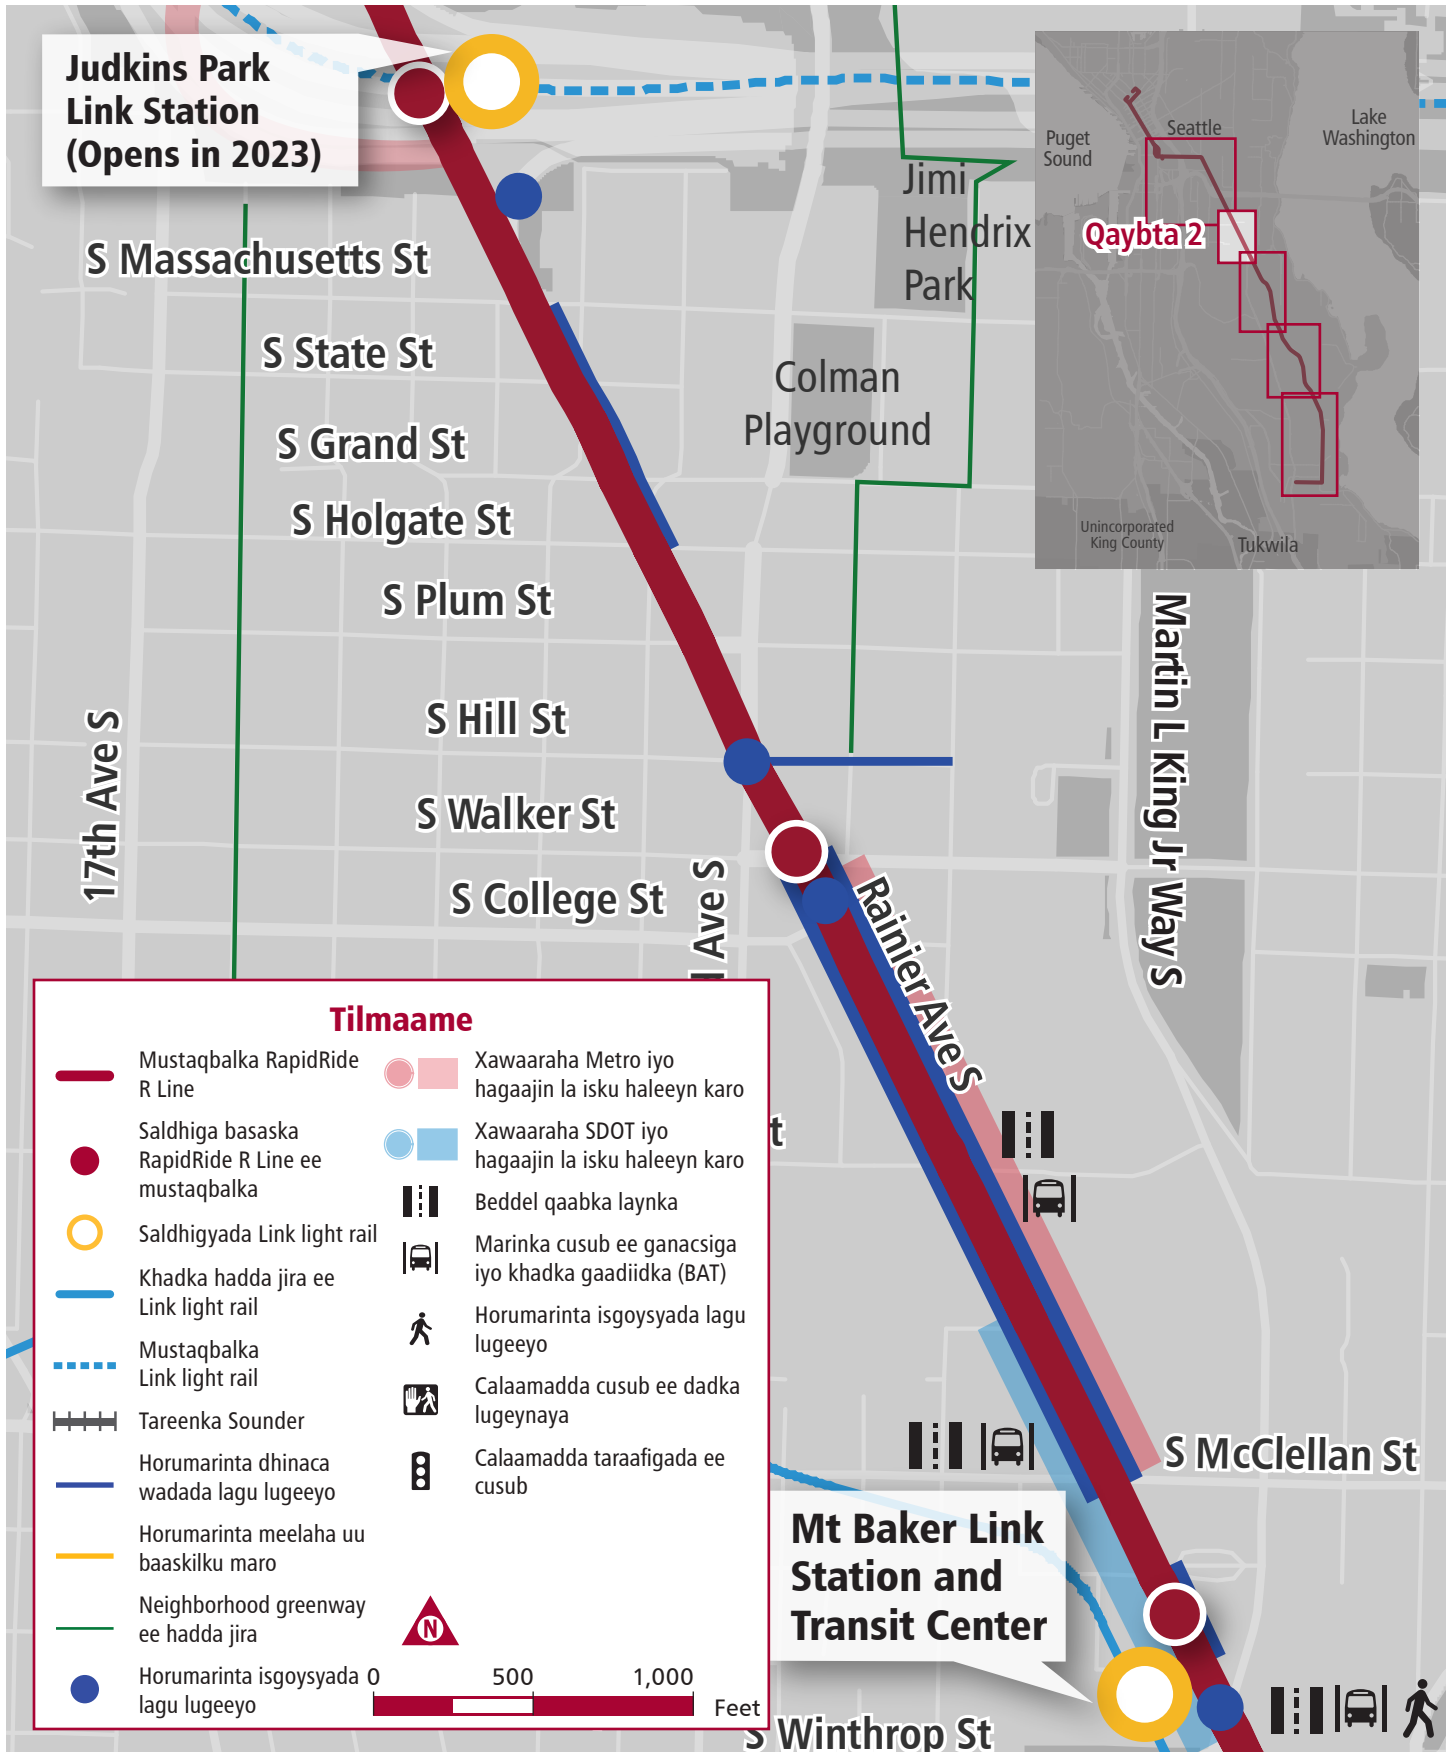 Judkins Park
Link Station
(Opens in 2023)
Jimi
Hendrix
Park
Puget
Sound
Seattle
Lake
Washington
Qaybta 2
Unincorporated
King County
Tukwila
S Massachusetts St
S State St
Colman
Playground
S Grand St
S Holgate St
S Plum St
S Hill St
S Walker St
S College St
17th Ave S
Ave S
Martin L King Jr Way S
Rainier Ave S
Tilmaame
Mustaqbalka RapidRide
R Line
Saldhiga basaska
RapidRide R Line ee
mustaqbalka
Saldhigyada Link light rail
Khadka hadda jira ee
Link light rail
Mustaqbalka
Link light rail
Tareenka Sounder
Horumarinta dhinaca
wadada lagu lugeeyo
Horumarinta meelaha uu
baaskilku maro
Neighborhood greenway
ee hadda jira
Horumarinta isgoysyada
lagu lugeeyo
Xawaaraha Metro iyo
hagaajin la isku haleeyn karo
Xawaaraha SDOT iyo
hagaajin la isku haleeyn karo
Beddel qaabka laynka
Marinka cusub ee ganacsiga
iyo khadka gaadiidka (BAT)
Horumarinta isgoysyada lagu
lugeeyo
Calaamadda cusub ee dadka
lugeynaya
Calaamadda taraafigada ee
cusub
N
0 500 1,000
Feet
t
S McClellan St
Mt Baker Link
Station and
Transit Center
S Winthrop St